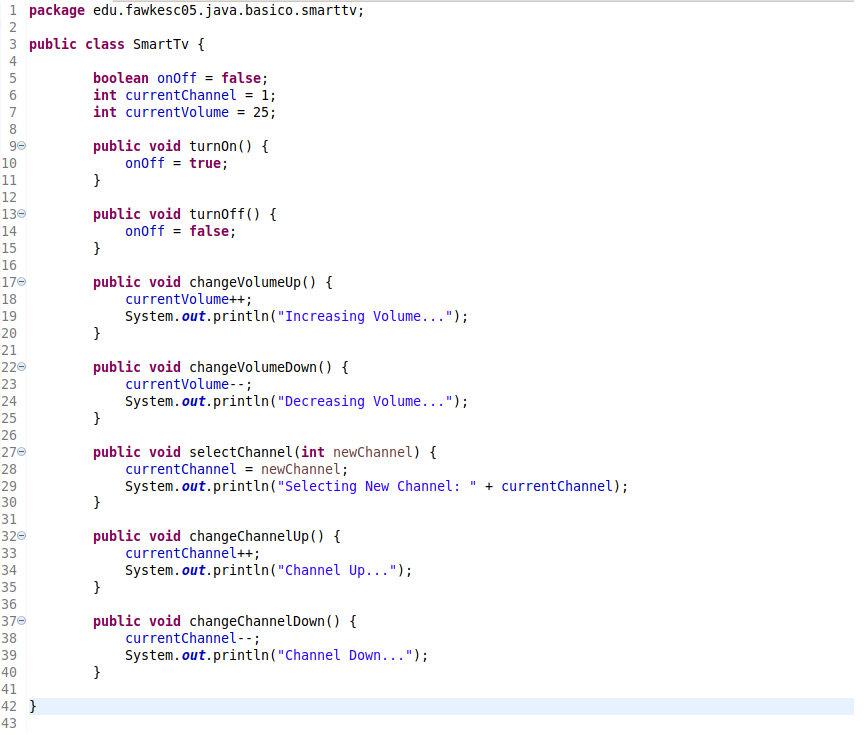 1 package edu.fawkesc05.java.basico.smarttv;
2
3 public class SmartTv {
4
5         boolean onOff = false;
6         int currentChannel = 1;
7         int currentVolume = 25;
8
9         public void turnOn() {
10             onOff = true;
11         }
12
13         public void turnOff() {
14             onOff = false;
15         }
16
17         public void changeVolumeUp() {
18             currentVolume++;
19             System.out.println("Increasing Volume...");
20         }
21
22         public void changeVolumeDown() {
23             currentVolume--;
24             System.out.println("Decreasing Volume...");
25         }
26
27         public void selectChannel(int newChannel) {
28             currentChannel = newChannel;
29             System.out.println("Selecting New Channel: " + currentChannel);
30         }
31
32         public void changeChannelUp() {
33             currentChannel++;
34             System.out.println("Channel Up...");
35         }
36
37         public void changeChannelDown() {
38             currentChannel--;
39             System.out.println("Channel Down...");
40         }
41
42 }
43